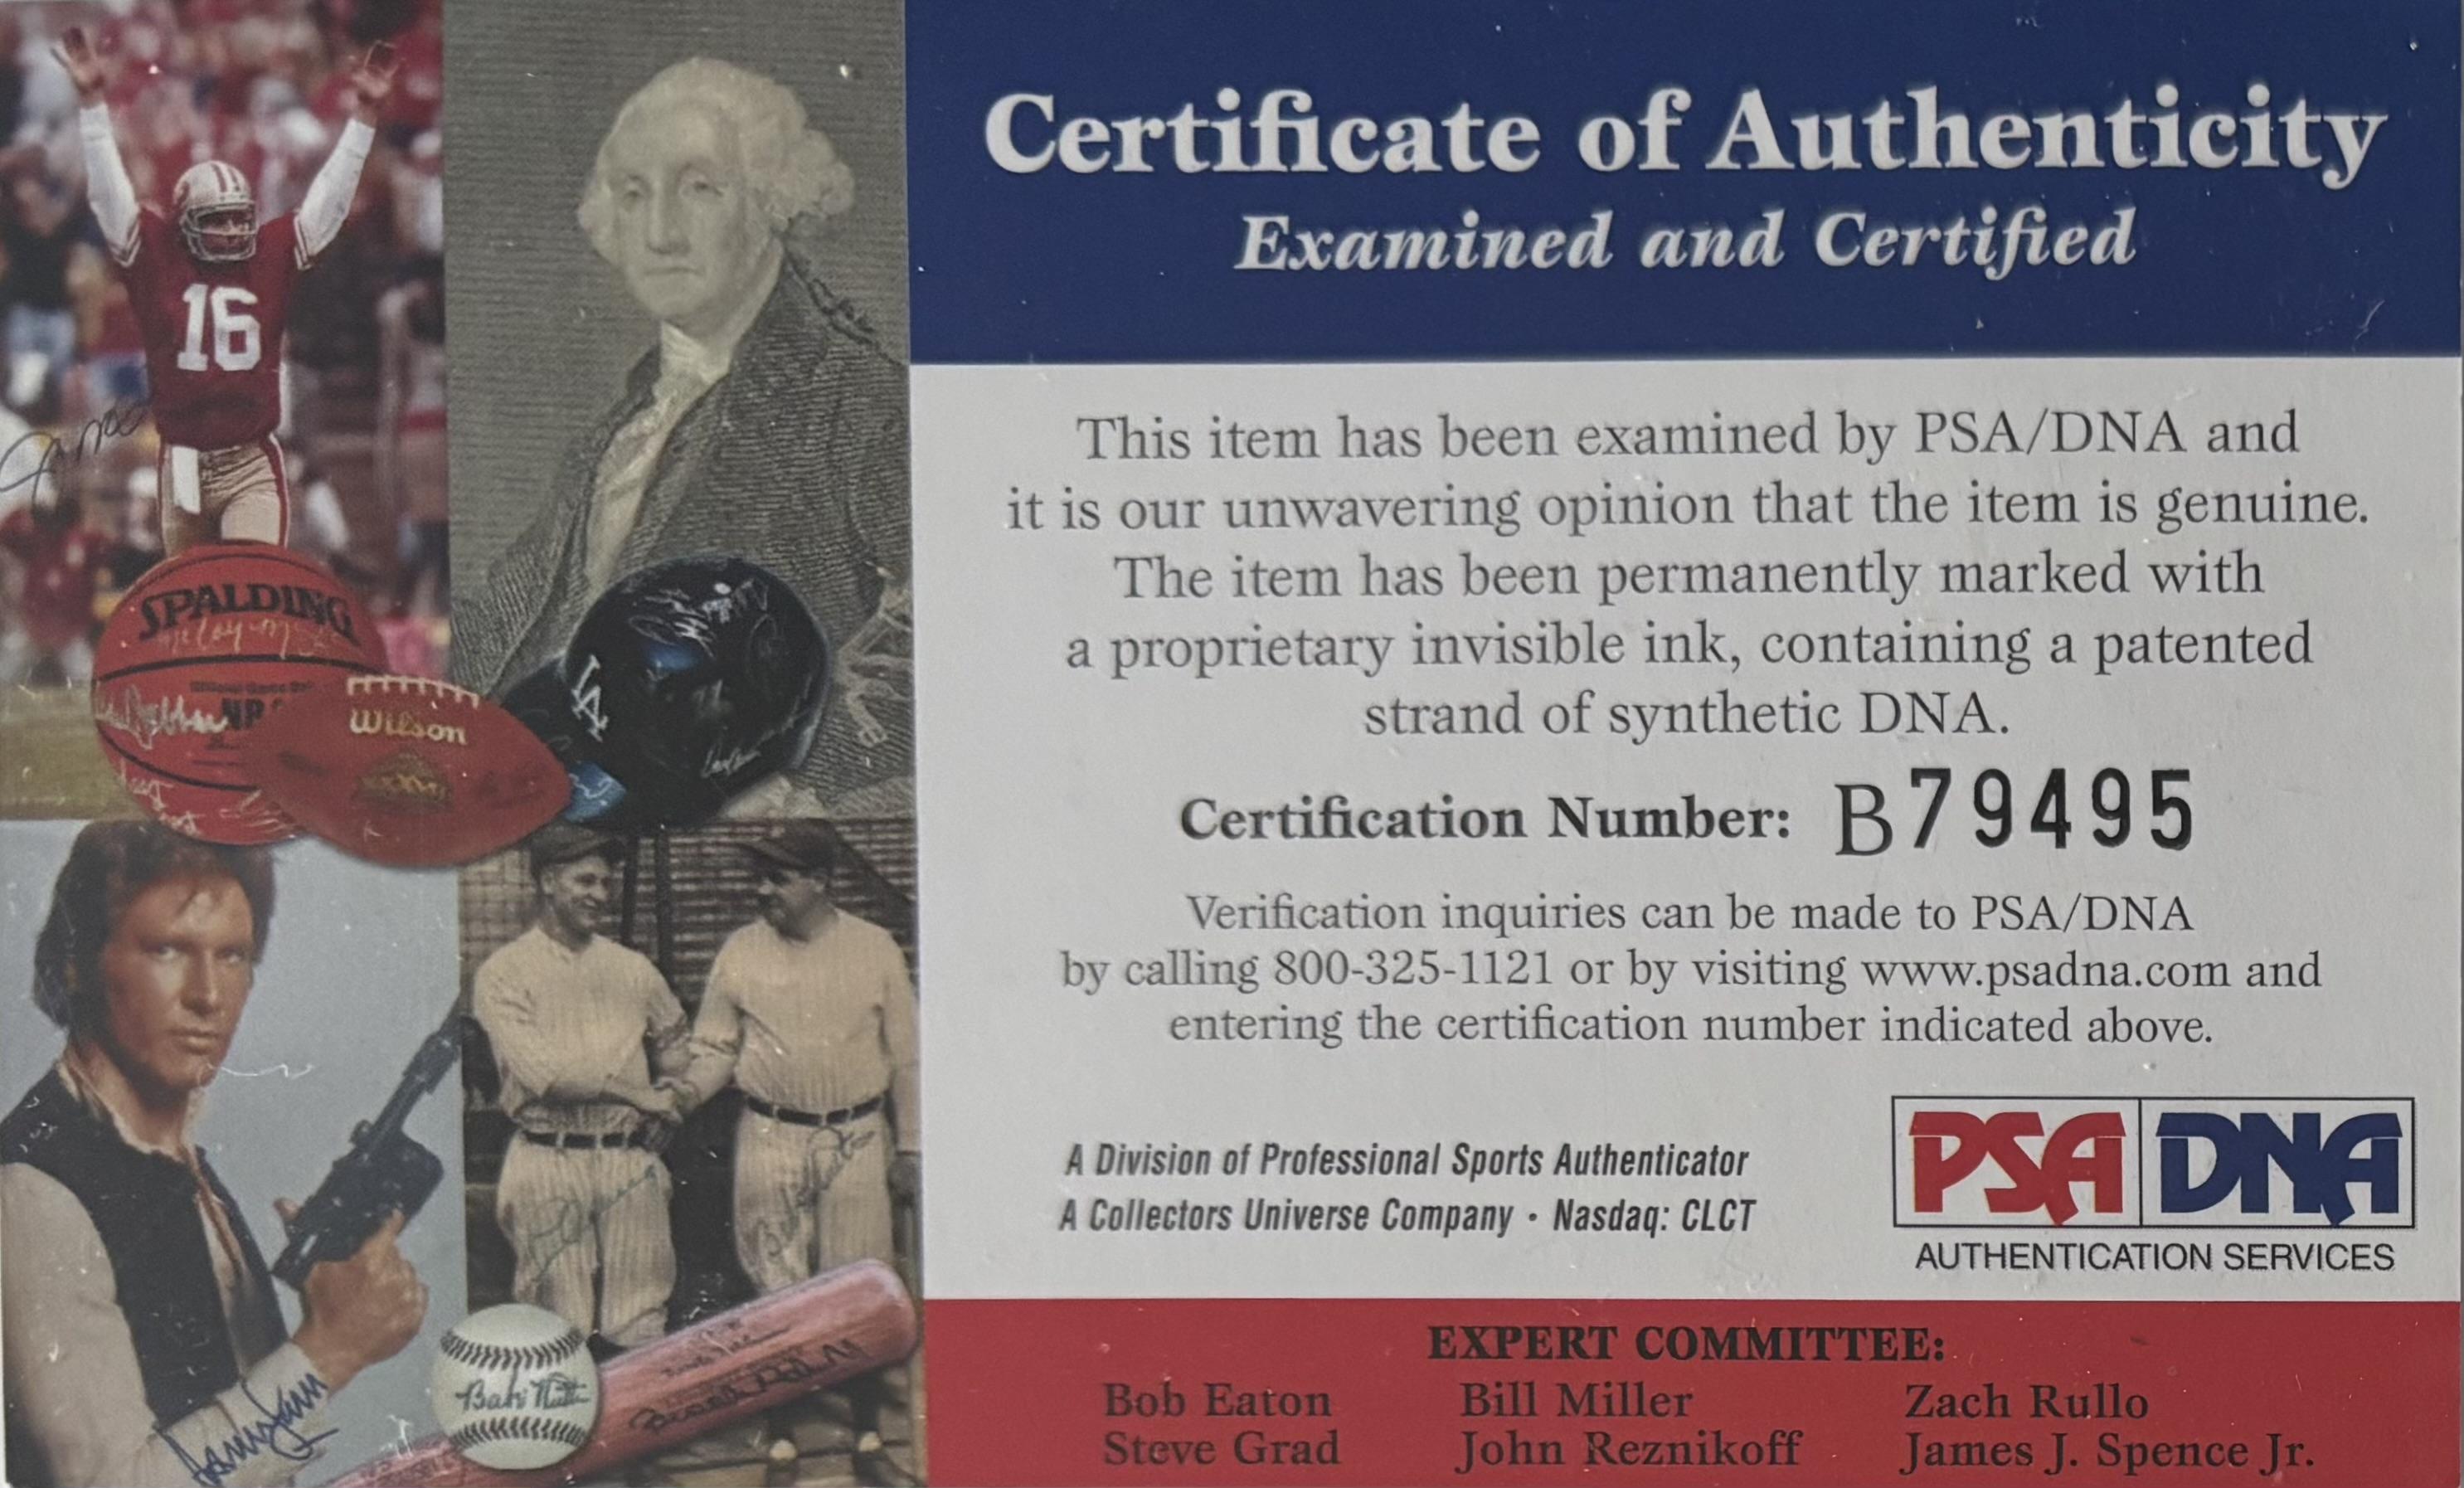 Certificate of Authenticity
Examined and Certified
This item has been examined by PSA/DNA and
it is our unwavering opinion that the item is genuine.
The item has been permanently marked with
a proprietary invisible ink, containing a patented
strand of synthetic DNA.
Certification Number: B79495
Verification inquiries can be made to PSA/DNA
by calling 800-325-1121 or by visiting www.psadna.com and
entering the certification number indicated above.
A Division of Professional Sports Authenticator
A Collectors Universe Company · Nasdaq: CLCT
PSA DNA
AUTHENTICATION SERVICES
EXPERT COMMITTEE:
Bob Eaton Bill Miller Zach Rullo
Steve Grad John Reznikoff James J. Spence Jr.
16
SPALDING
Wilson
LA
Babe Ruth